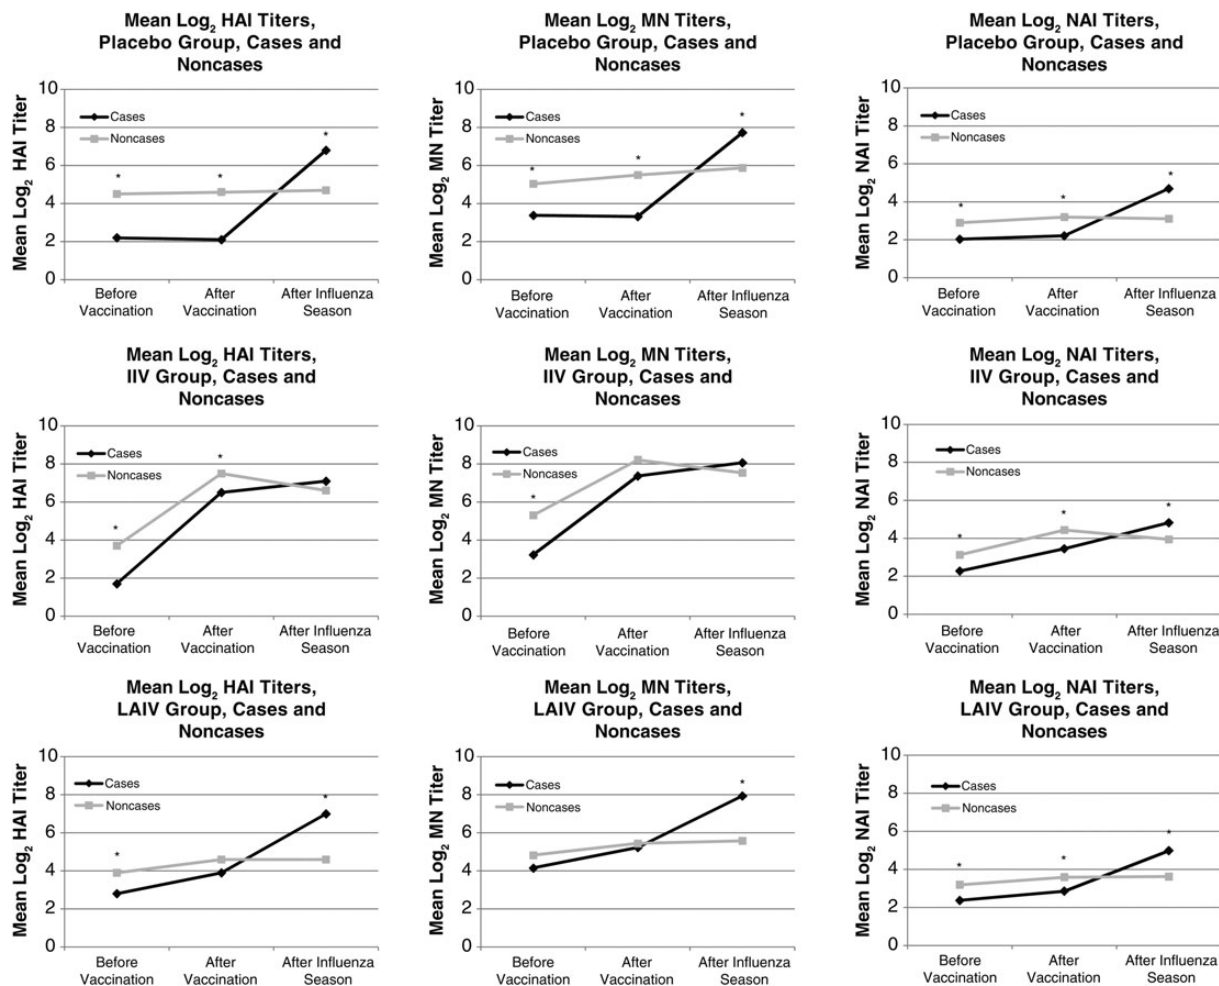 Mean Log2 HAI Titers,
Placebo Group, Cases and
Noncases
Mean Log2 HAI Titer
10
8
6
4
2
0
Cases
Noncases
*
*
*
Before
Vaccination
After
Vaccination
After Influenza
Season
Mean Log2 MN Titers,
Placebo Group, Cases and
Noncases
Mean Log2 MN Titer
10
8
6
4
2
0
Cases
Noncases
*
*
*
Before
Vaccination
After
Vaccination
After Influenza
Season
Mean Log2 NAI Titers,
Placebo Group, Cases and
Noncases
Mean Log2 NAI Titer
10
8
6
4
2
0
Cases
Noncases
*
*
*
Before
Vaccination
After
Vaccination
After Influenza
Season
Mean Log2 HAI Titers,
IIV Group, Cases and
Noncases
Mean Log2 HAI Titer
10
8
6
4
2
0
Cases
Noncases
*
*
Before
Vaccination
After
Vaccination
After Influenza
Season
Mean Log2 MN Titers,
IIV Group, Cases and
Noncases
Mean Log2 MN Titer
10
8
6
4
2
0
Cases
Noncases
*
Before
Vaccination
After
Vaccination
After Influenza
Season
Mean Log2 NAI Titers,
IIV Group, Cases and
Noncases
Mean Log2 NAI Titer
10
8
6
4
2
0
Cases
Noncases
*
*
*
Before
Vaccination
After
Vaccination
After Influenza
Season
Mean Log2 HAI Titers,
LAIV Group, Cases and
Noncases
Mean Log2 HAI Titer
10
8
6
4
2
0
Cases
Noncases
*
*
Before
Vaccination
After
Vaccination
After Influenza
Season
Mean Log2 MN Titers,
LAIV Group, Cases and
Noncases
Mean Log2 MN Titer
10
8
6
4
2
0
Cases
Noncases
*
Before
Vaccination
After
Vaccination
After Influenza
Season
Mean Log2 NAI Titers,
LAIV Group, Cases and
Noncases
Mean Log2 NAI Titer
10
8
6
4
2
0
Cases
Noncases
*
*
*
Before
Vaccination
After
Vaccination
After Influenza
Season